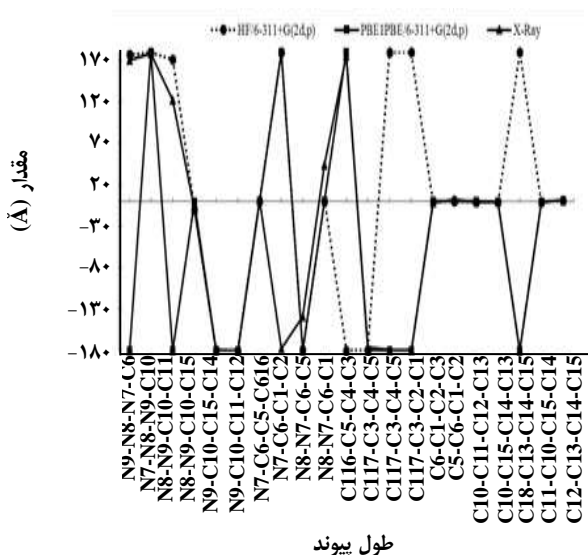 HF/6-311+G(2d,p) PBE1PBE/6-311+G(2d,p) X-Ray
۱۷۰
۱۲۰
۷۰
۲۰
−۳۰
−۸۰
−۱۳۰
−۱۸۰
مقدار (Å)
N9-N8-N7-C6
N7-N8-N9-C10
N8-N9-C10-C11
N8-N9-C10-C15
N9-C10-C15-C14
N9-C10-C11-C12
N7-C6-C5-C616
N7-C6-C1-C2
N8-N7-C6-C5
N8-N7-C6-C1
C116-C5-C4-C3
C117-C3-C4-C5
C117-C3-C4-C5
C117-C3-C2-C1
C6-C1-C2-C3
C5-C6-C1-C2
C10-C11-C12-C13
C10-C15-C14-C13
C18-C13-C14-C15
C11-C10-C15-C14
C12-C13-C14-C15
طول پیوند